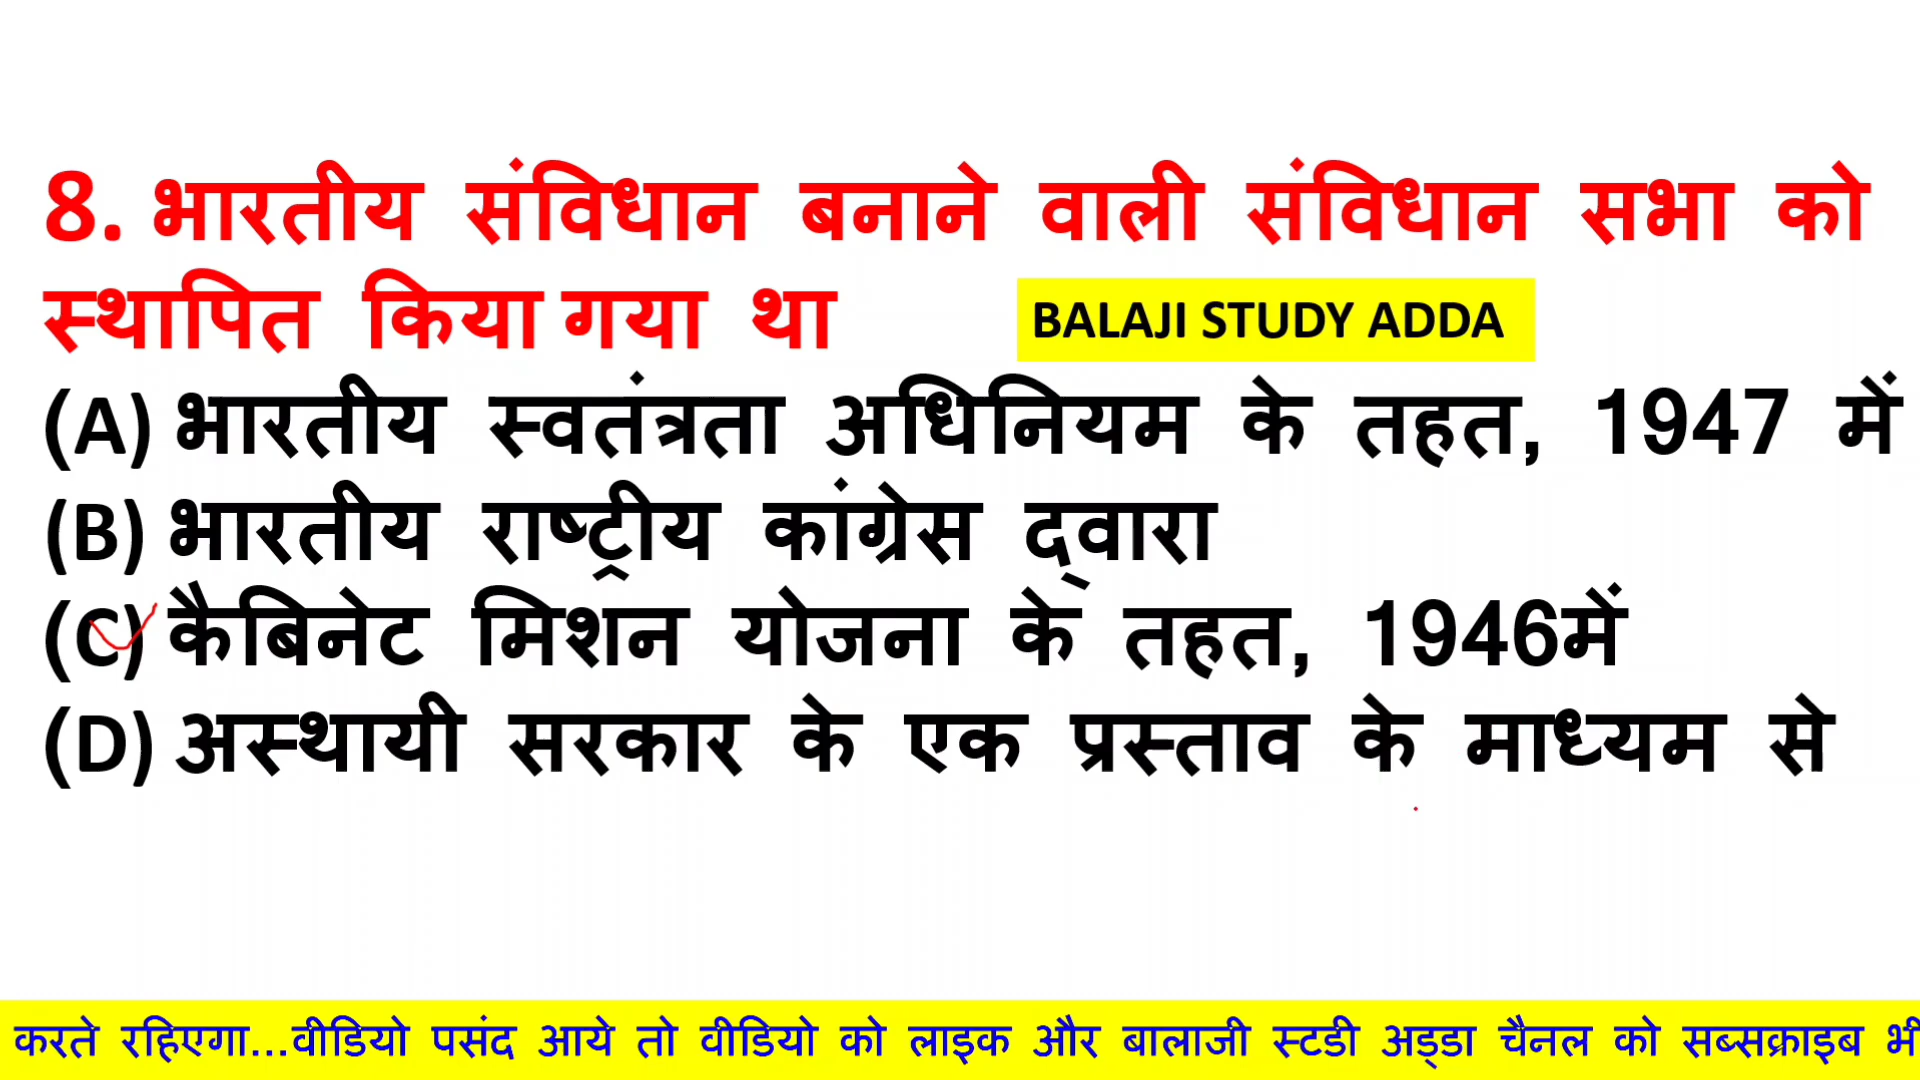 8. भारतीय संविधान बनाने वाली संविधान सभा को
स्थापित किया गया था
BALAJI STUDY ADDA
(A) भारतीय स्वतंत्रता अधिनियम के तहत, 1947 में
(B) भारतीय राष्ट्रीय कांग्रेस द्वारा
(C) कैबिनेट मिशन योजना के तहत, 1946में
(D) अस्थायी सरकार के एक प्रस्ताव के माध्यम से
करते रहिएगा...वीडियो पसंद आये तो वीडियो को लाइक और बालाजी स्टडी अड्डा चैनल को सब्सक्राइब भी